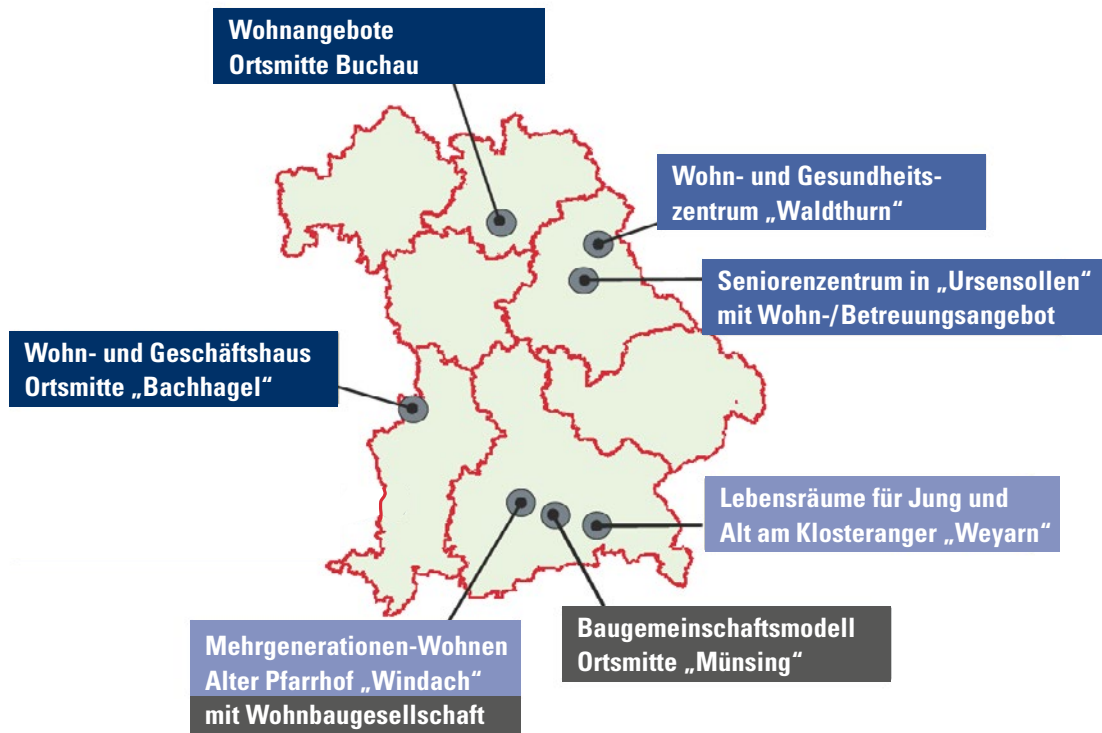 Wohnangebote
Ortsmitte Buchau
Wohn- und Gesundheits-
zentrum „Waldthurn“
Seniorenzentrum in „Ursensollen“
mit Wohn-/Betreuungsangebot
Wohn- und Geschäftshaus
Ortsmitte „Bachhagel“
Lebensräume für Jung und
Alt am Klosteranger „Weyarn“
Baugemeinschaftsmodell
Ortsmitte „Münsing“
Mehrgenerationen-Wohnen
Alter Pfarrhof „Windach“
mit Wohnbaugesellschaft